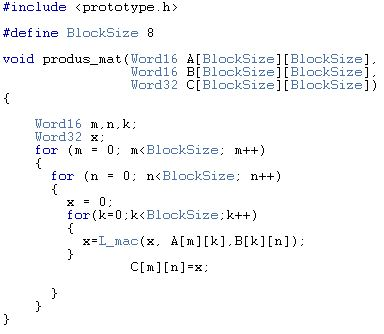 #include <prototype.h>
#define BlockSize 8
void produs_mat(Word16 A[BlockSize][BlockSize],
Word16 B[BlockSize][BlockSize],
Word32 C[BlockSize][BlockSize])
{
Word16 m,n,k;
Word32 x;
for (m = 0; m<BlockSize; m++)
{
for (n = 0; n<BlockSize; n++)
{
x = 0;
for(k=0;k<BlockSize;k++)
{
x=L_mac(x, A[m][k],B[k][n]);
}
C[m][n]=x;
}
}
}